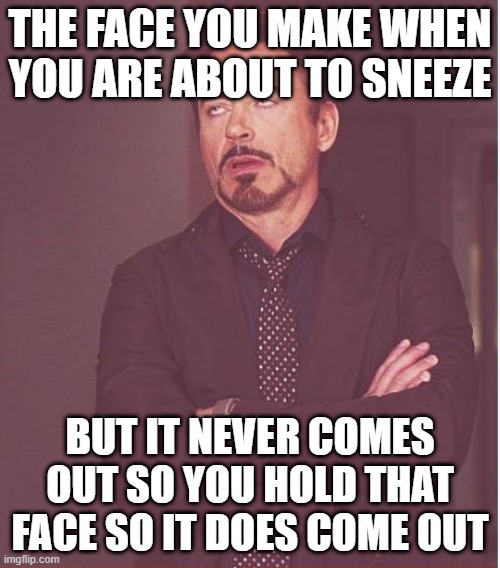 THE FACE YOU MAKE WHEN
YOU ARE ABOUT TO SNEEZE
BUT IT NEVER COMES
OUT SO YOU HOLD THAT
FACE SO IT DOES COME OUT
imgflip.com